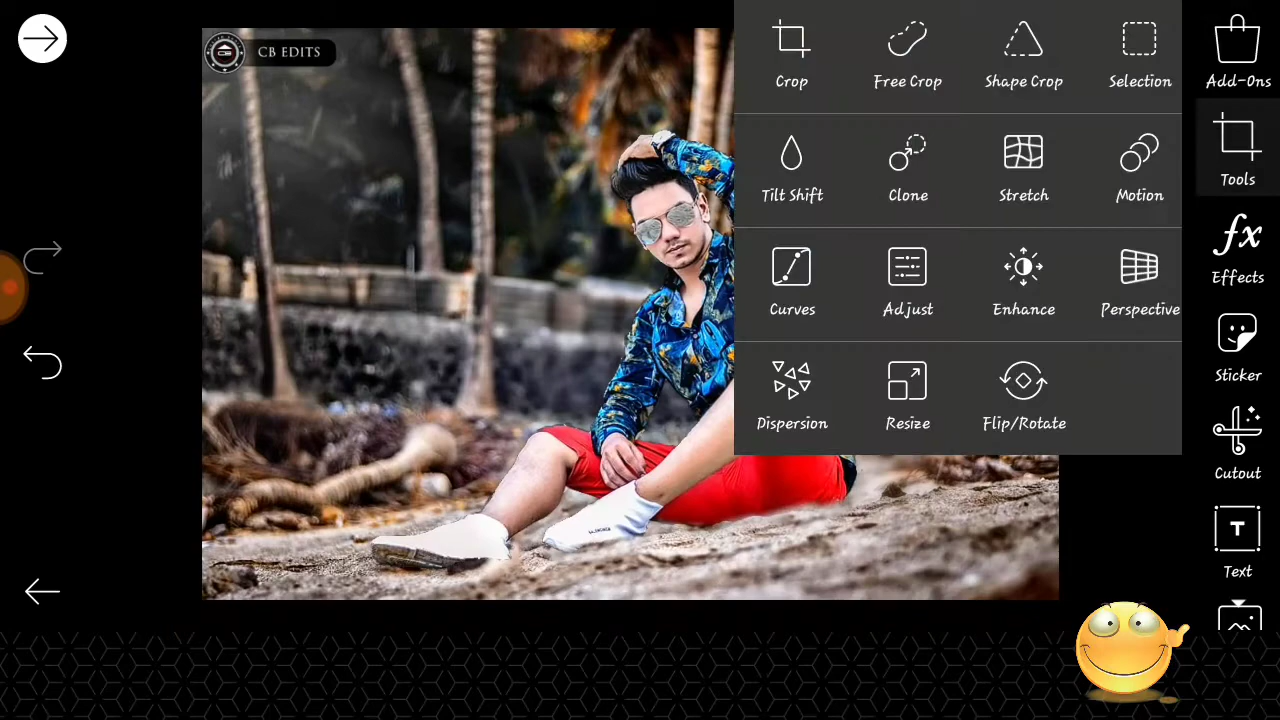 CB EDITS
Crop Free Crop Shape Crop Selection
Tilt Shift Clone Stretch Motion
Curves Adjust Enhance Perspective
Dispersion Resize Flip/Rotate
Add-Ons
Tools
fx
Effects
Sticker
Cutout
T
Text